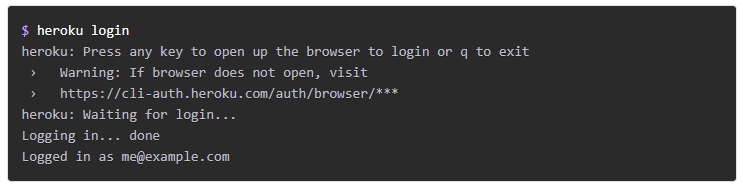 $ heroku login
heroku: Press any key to open up the browser to login or q to exit
› Warning: If browser does not open, visit
› https://cli-auth.heroku.com/auth/browser/***
heroku: Waiting for login...
Logging in... done
Logged in as me@example.com